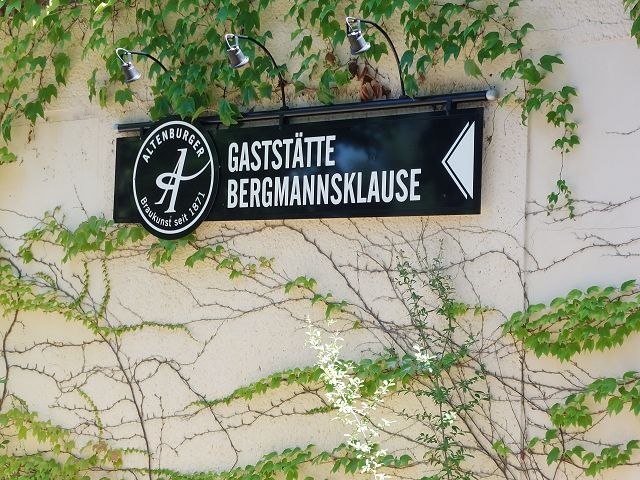 ALTENBURGER
A
Braukunst seit 1871
GASTSTÄTTE
BERGMANNSKLAUSE